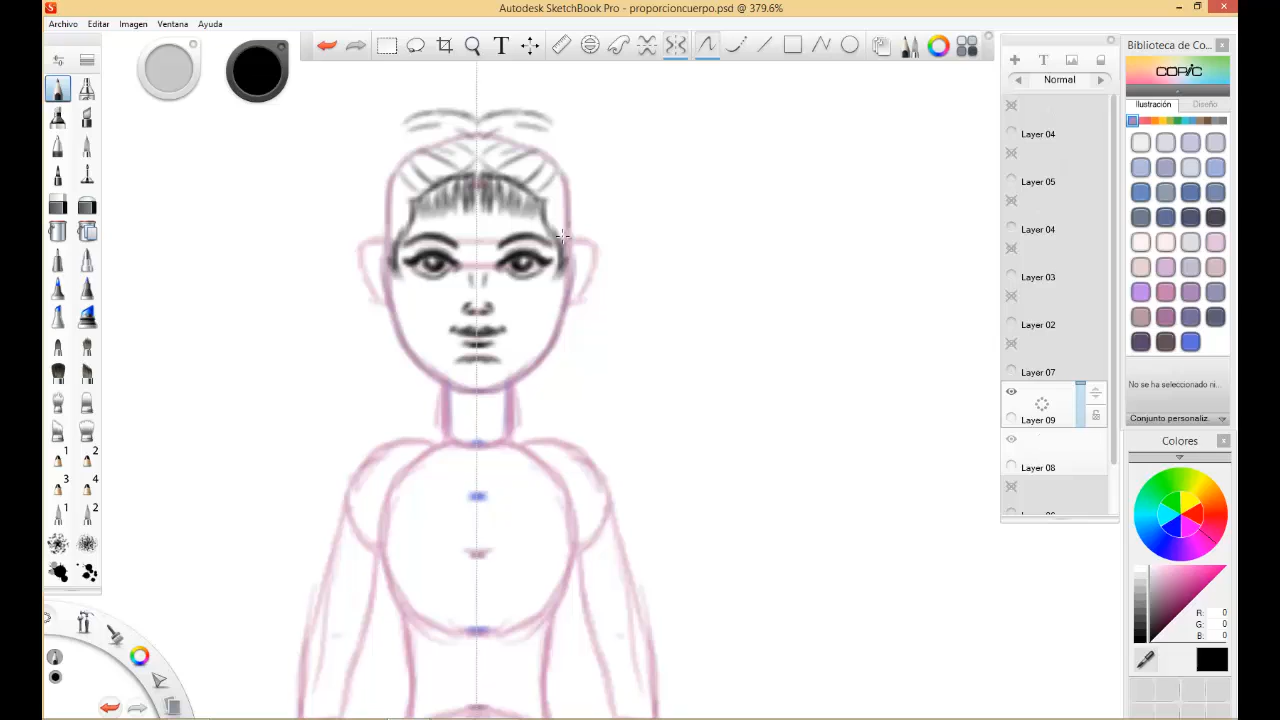 Autodesk SketchBook Pro - proporcioncuerpo.psd @ 379.6%
Archivo Editar Imagen Ventana Ayuda
Biblioteca de Co...
COPIC
Normal
Ilustración Diseño
Layer 04
Layer 05
Layer 04
Layer 03
Layer 02
Layer 07
Layer 09
Layer 08
No se ha seleccionado ni...
Conjunto personaliz.
Colores
1 2
3 4
1 2
R: 0
G: 0
B: 0